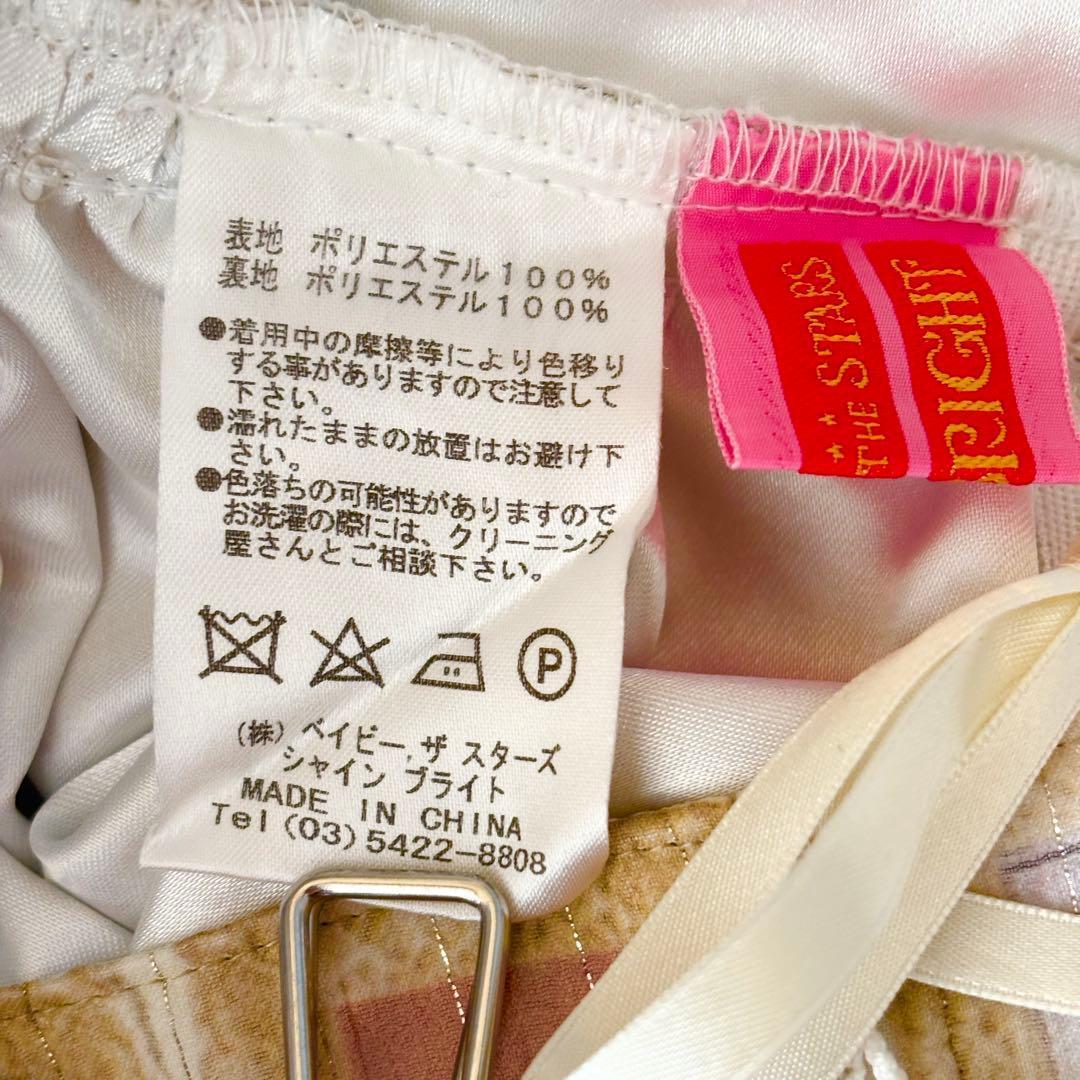 表地 ポリエステル100%
裏地 ポリエステル100%
●着用中の摩擦等により色移り
する事がありますので注意して
下さい。
●濡れたままの放置はお避け下
さい。
●色落ちの可能性がありますので
お洗濯の際には、クリーニング
屋さんとご相談下さい。
P
(株) ベイビー,ザ スターズ
シャイン ブライト
MADE IN CHINA
Tel (03) 5422-8808
THE STARS
BRIGHT